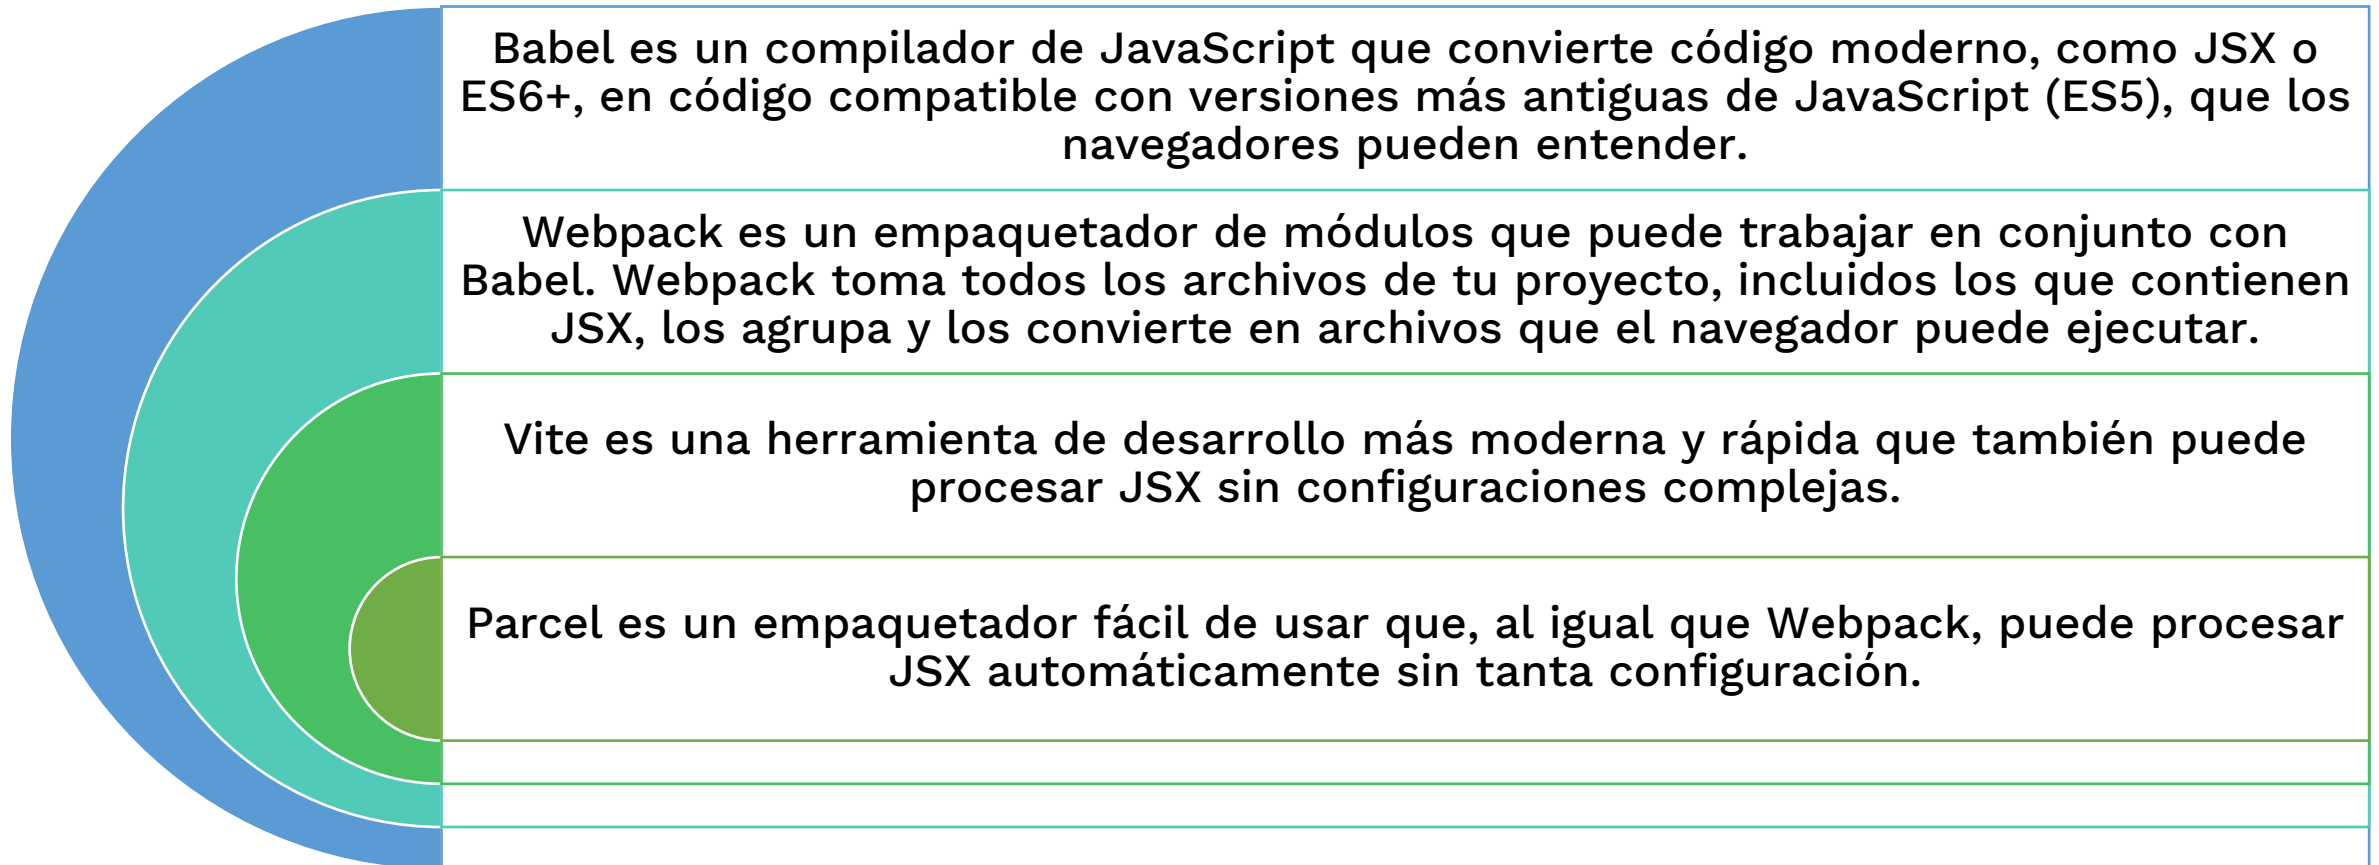 Babel es un compilador de JavaScript que convierte código moderno, como JSX o
ES6+, en código compatible con versiones más antiguas de JavaScript (ES5), que los
navegadores pueden entender.
Webpack es un empaquetador de módulos que puede trabajar en conjunto con
Babel. Webpack toma todos los archivos de tu proyecto, incluidos los que contienen
JSX, los agrupa y los convierte en archivos que el navegador puede ejecutar.
Vite es una herramienta de desarrollo más moderna y rápida que también puede
procesar JSX sin configuraciones complejas.
Parcel es un empaquetador fácil de usar que, al igual que Webpack, puede procesar
JSX automáticamente sin tanta configuración.